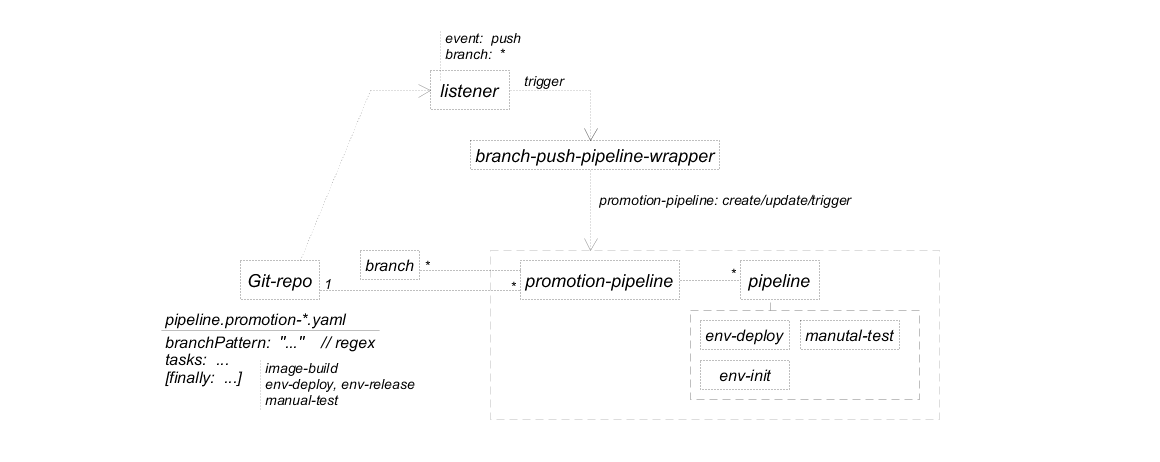 event: push
branch: *
listener
trigger
branch-push-pipeline-wrapper
promotion-pipeline: create/update/trigger
branch
*
Git-repo
1
*
promotion-pipeline
*
pipeline
pipeline.promotion-*.yaml
branchPattern: "..." // regex
tasks: ...
[finally: ...]
image-build
env-deploy, env-release
manual-test
env-deploy
manutal-test
env-init